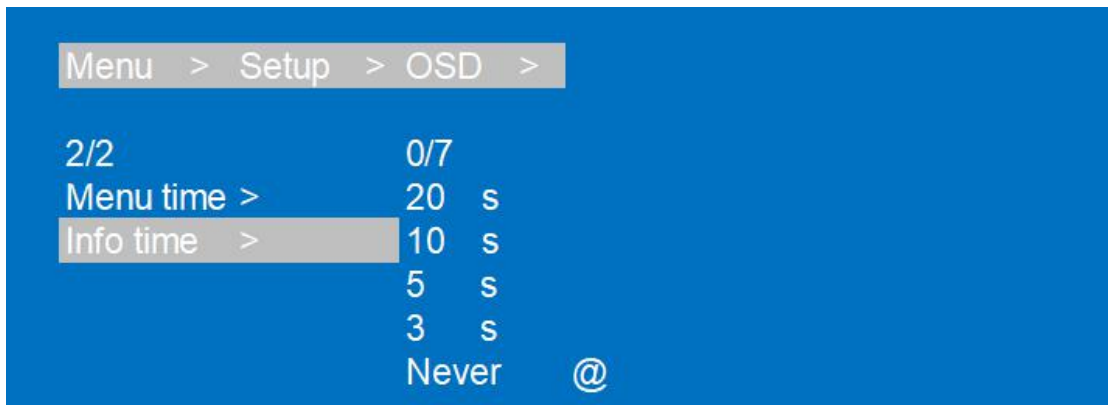 Menu > Setup > OSD >
2/2 0/7
Menu time > 20 s
Info time > 10 s
5 s
3 s
Never @